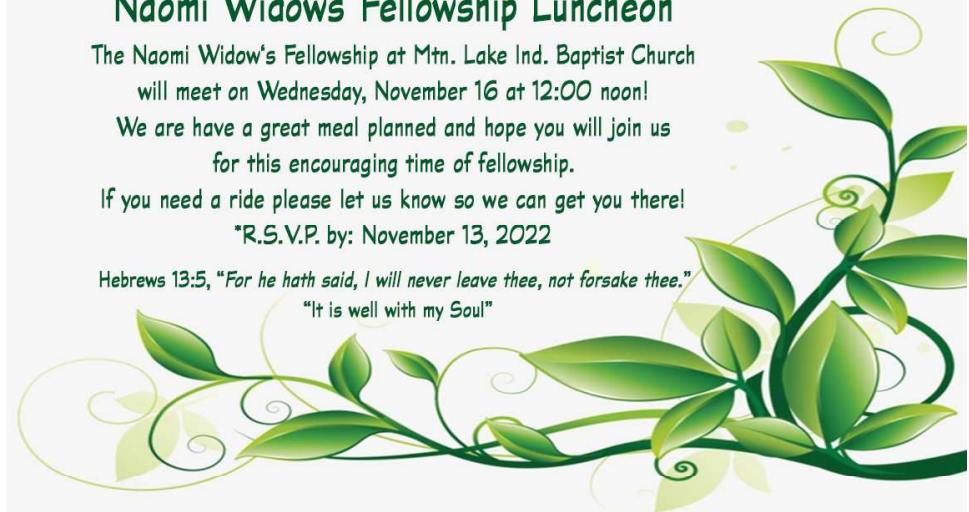 Naomi Widows Fellowship Luncheon
The Naomi Widow's Fellowship at Mtn. Lake Ind. Baptist Church
will meet on Wednesday, November 16 at 12:00 noon!
We are have a great meal planned and hope you will join us
for this encouraging time of fellowship.
If you need a ride please let us know so we can get you there!
*R.S.V.P. by: November 13, 2022
Hebrews 13:5, “For he hath said, I will never leave thee, not forsake thee.”
“It is well with my Soul”